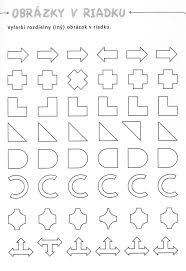 OBRÁZKY V RIADKU
Vyfarbi rozdielny (iný) obrázok v riadku.